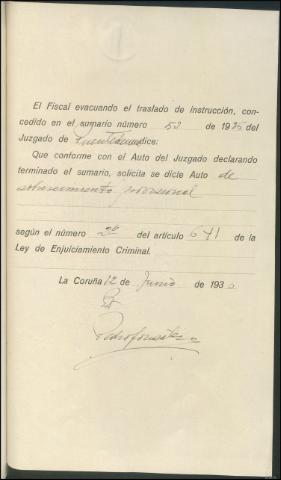 El Fiscal evacuando el traslado de Instrucción, con-
cedido en el sumario número 52 de 1935 del
Juzgado de Puentedeume dice:
Que conforme con el Auto del Juzgado declarando
terminado el sumario, solicita se dicte Auto de
sobreseimiento provisional
según el número 2º del artículo 641 de la
Ley de Enjuiciamiento Criminal.
La Coruña 12 de Junio de 193